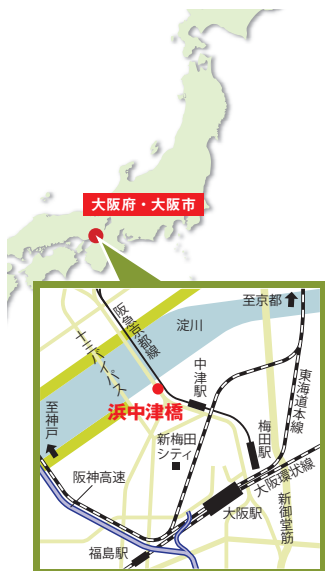 大阪府・大阪市
至京都
阪急京都線
淀川
十三バイパス
中津駅
東海道本線
浜中津橋
至神戸
新梅田
シティ
梅田駅
阪神高速
大阪環状線
大阪駅
新御堂筋
福島駅